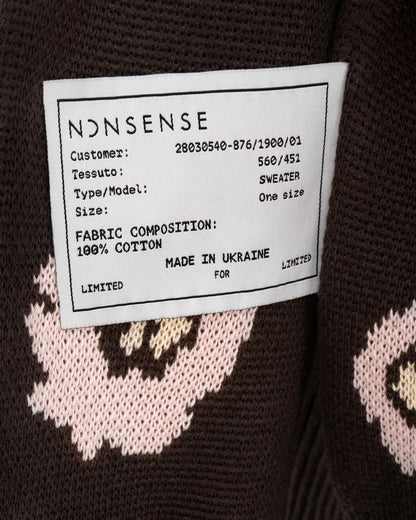 NONSENSE
Customer: 28030540-876/1900/01
Tessuto: 560/451
Type/Model: SWEATER
Size: One size
FABRIC COMPOSITION:
100% COTTON
MADE IN UKRAINE
LIMITED FOR LIMITED